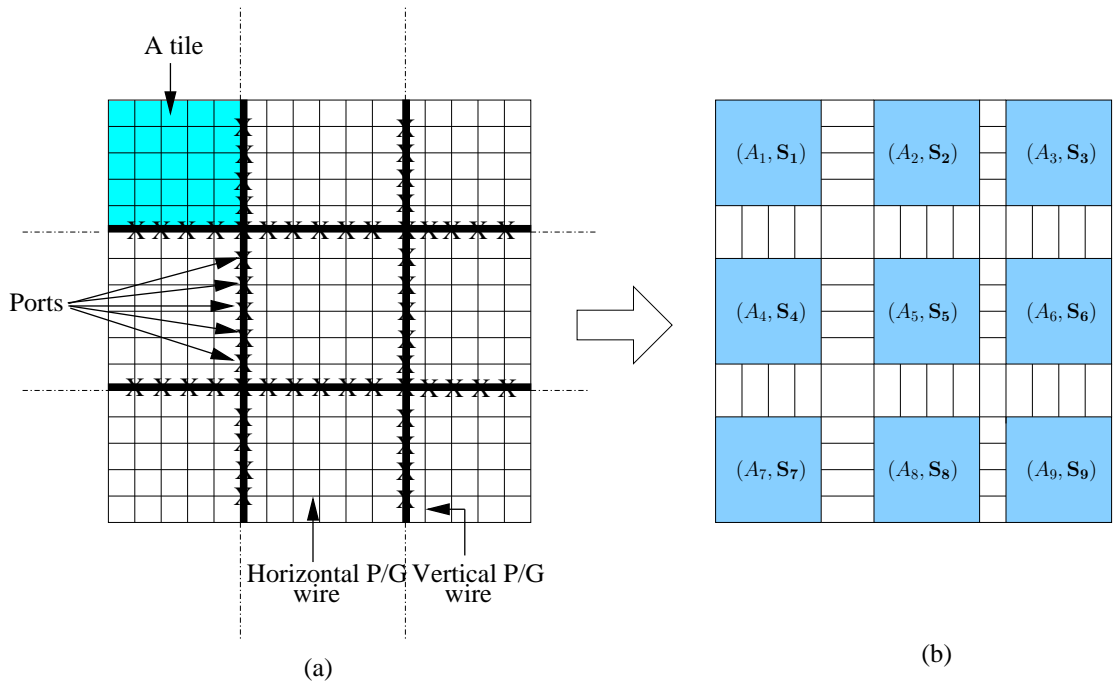 A tile
Ports
Horizontal P/G
wire
Vertical P/G
wire
(a)
(A₁, S₁)
(A₂, S₂)
(A₃, S₃)
(A₄, S₄)
(A₅, S₅)
(A₆, S₆)
(A₇, S₇)
(A₈, S₈)
(A₉, S₉)
(b)